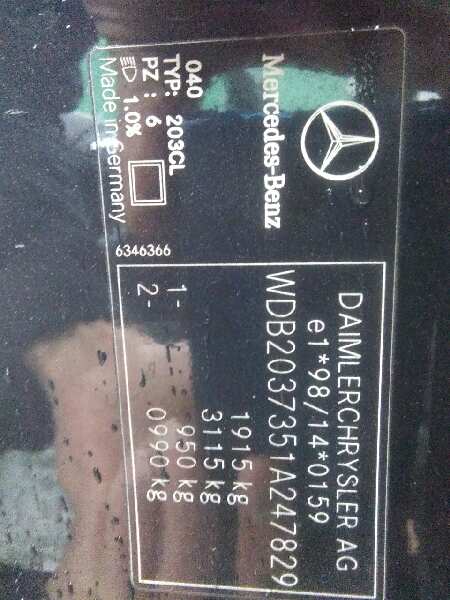 Mercedes-Benz
040
TYP: 203CL
PZ : 6
1.0%
Made in Germany
6346366
DAIMLERCHRYSLER AG
e1*98/14*0159
WDB2037351A247829
1915 kg
3115 kg
1- 950 kg
2- 0990 kg